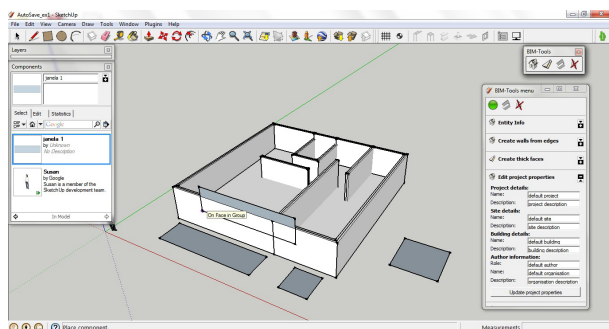 AutoSave_ex1 - SketchUp
File Edit View Camera Draw Tools Window Plugins Help
Layers
Components
janela 1
Select Edit Statistics
Google
janela 1
by Unknown
No Description
Susan
by Google
Susan is a member of the
SketchUp development team.
In Model
On Face in Group
BIM-Tools
BIM-Tools menu
Entity Info
Create walls from edges
Create thick faces
Edit project properties
Project details:
Name: default project
Description: project description
Site details:
Name: default site
Description: site description
Building details:
Name: default building
Description: building description
Author information:
Role: default author
Name: default organisation
Description: organisation description
Update project properties
Place component.
Measurements